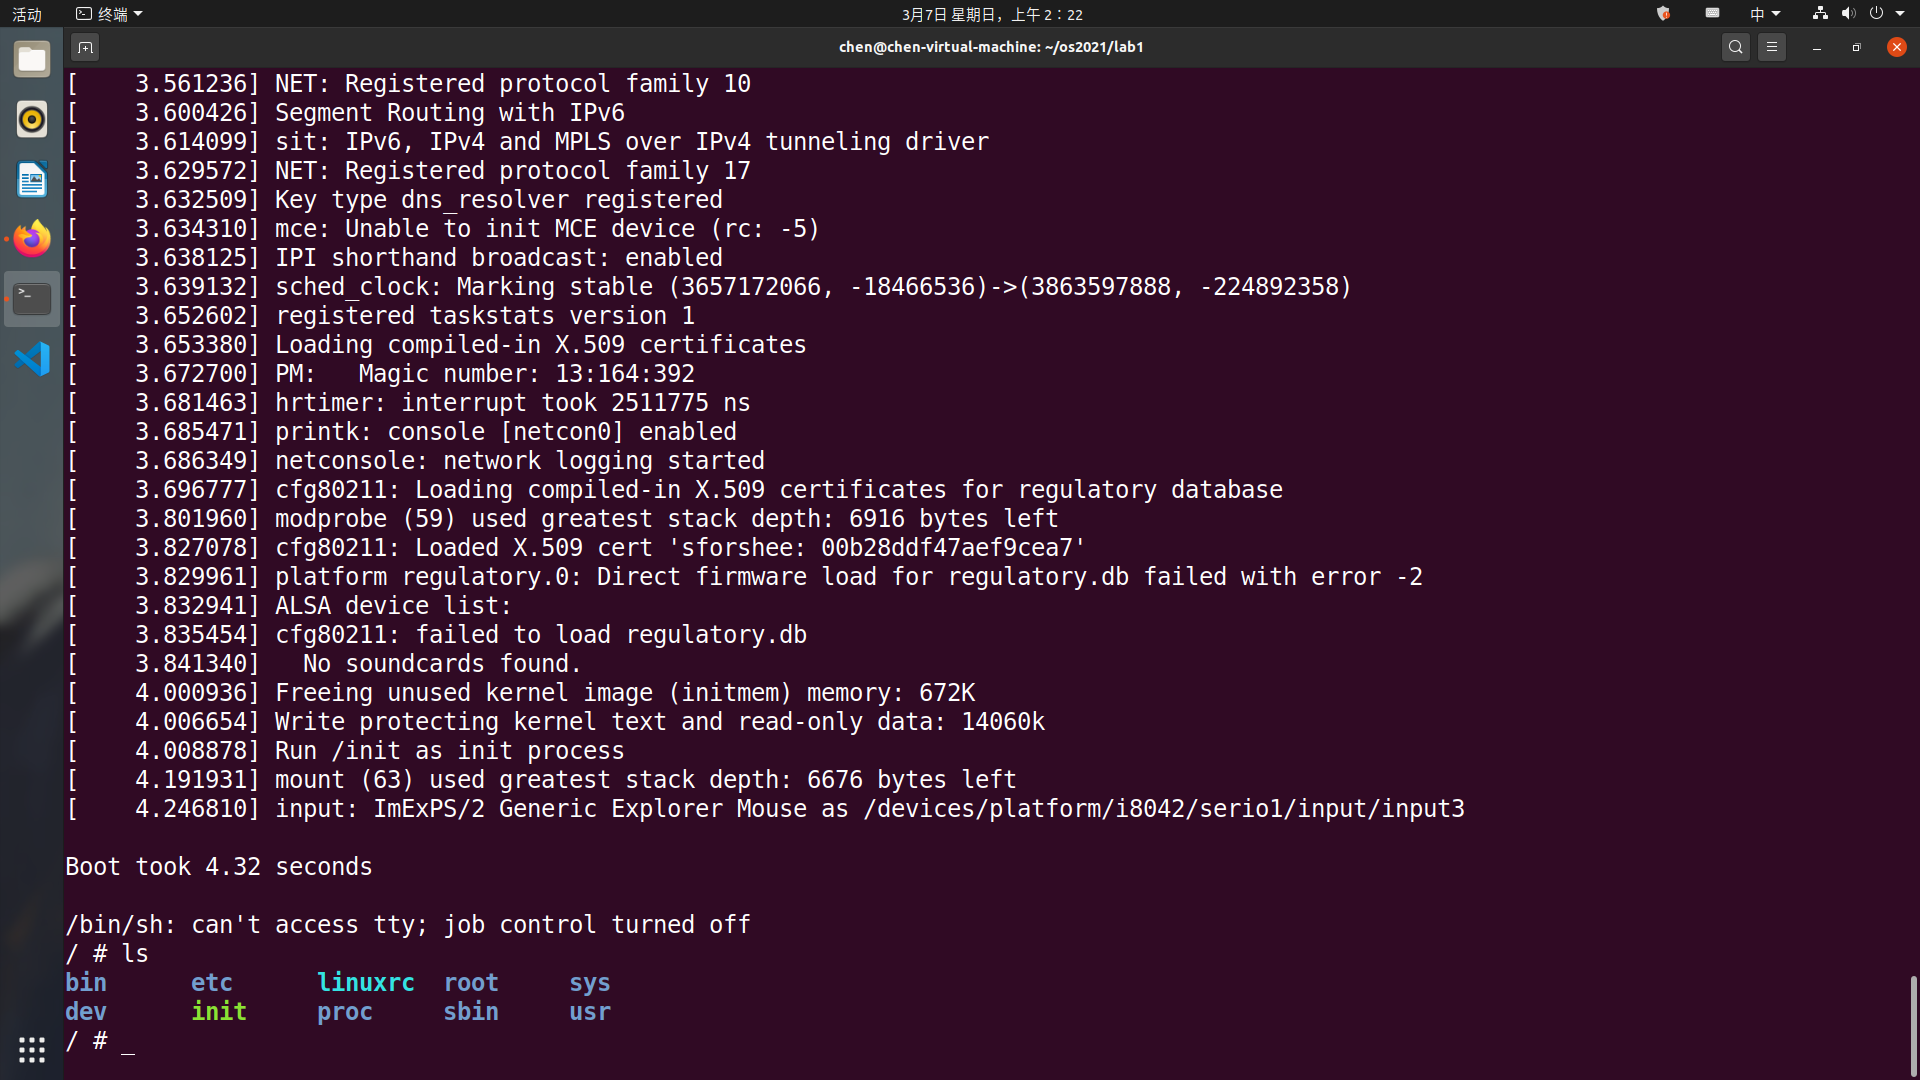 活动 终端 3月7日 星期日，上午 2：22 中
chen@chen-virtual-machine: ~/os2021/lab1
[    3.561236] NET: Registered protocol family 10
[    3.600426] Segment Routing with IPv6
[    3.614099] sit: IPv6, IPv4 and MPLS over IPv4 tunneling driver
[    3.629572] NET: Registered protocol family 17
[    3.632509] Key type dns_resolver registered
[    3.634310] mce: Unable to init MCE device (rc: -5)
[    3.638125] IPI shorthand broadcast: enabled
[    3.639132] sched_clock: Marking stable (3657172066, -18466536)->(3863597888, -224892358)
[    3.652602] registered taskstats version 1
[    3.653380] Loading compiled-in X.509 certificates
[    3.672700] PM:   Magic number: 13:164:392
[    3.681463] hrtimer: interrupt took 2511775 ns
[    3.685471] printk: console [netcon0] enabled
[    3.686349] netconsole: network logging started
[    3.696777] cfg80211: Loading compiled-in X.509 certificates for regulatory database
[    3.801960] modprobe (59) used greatest stack depth: 6916 bytes left
[    3.827078] cfg80211: Loaded X.509 cert 'sforshee: 00b28ddf47aef9cea7'
[    3.829961] platform regulatory.0: Direct firmware load for regulatory.db failed with error -2
[    3.832941] ALSA device list:
[    3.835454] cfg80211: failed to load regulatory.db
[    3.841340]   No soundcards found.
[    4.000936] Freeing unused kernel image (initmem) memory: 672K
[    4.006654] Write protecting kernel text and read-only data: 14060k
[    4.008878] Run /init as init process
[    4.191931] mount (63) used greatest stack depth: 6676 bytes left
[    4.246810] input: ImExPS/2 Generic Explorer Mouse as /devices/platform/i8042/serio1/input/input3
Boot took 4.32 seconds
/bin/sh: can't access tty; job control turned off
/ # ls
bin      etc      linuxrc  root     sys
dev      init     proc     sbin     usr
/ # _